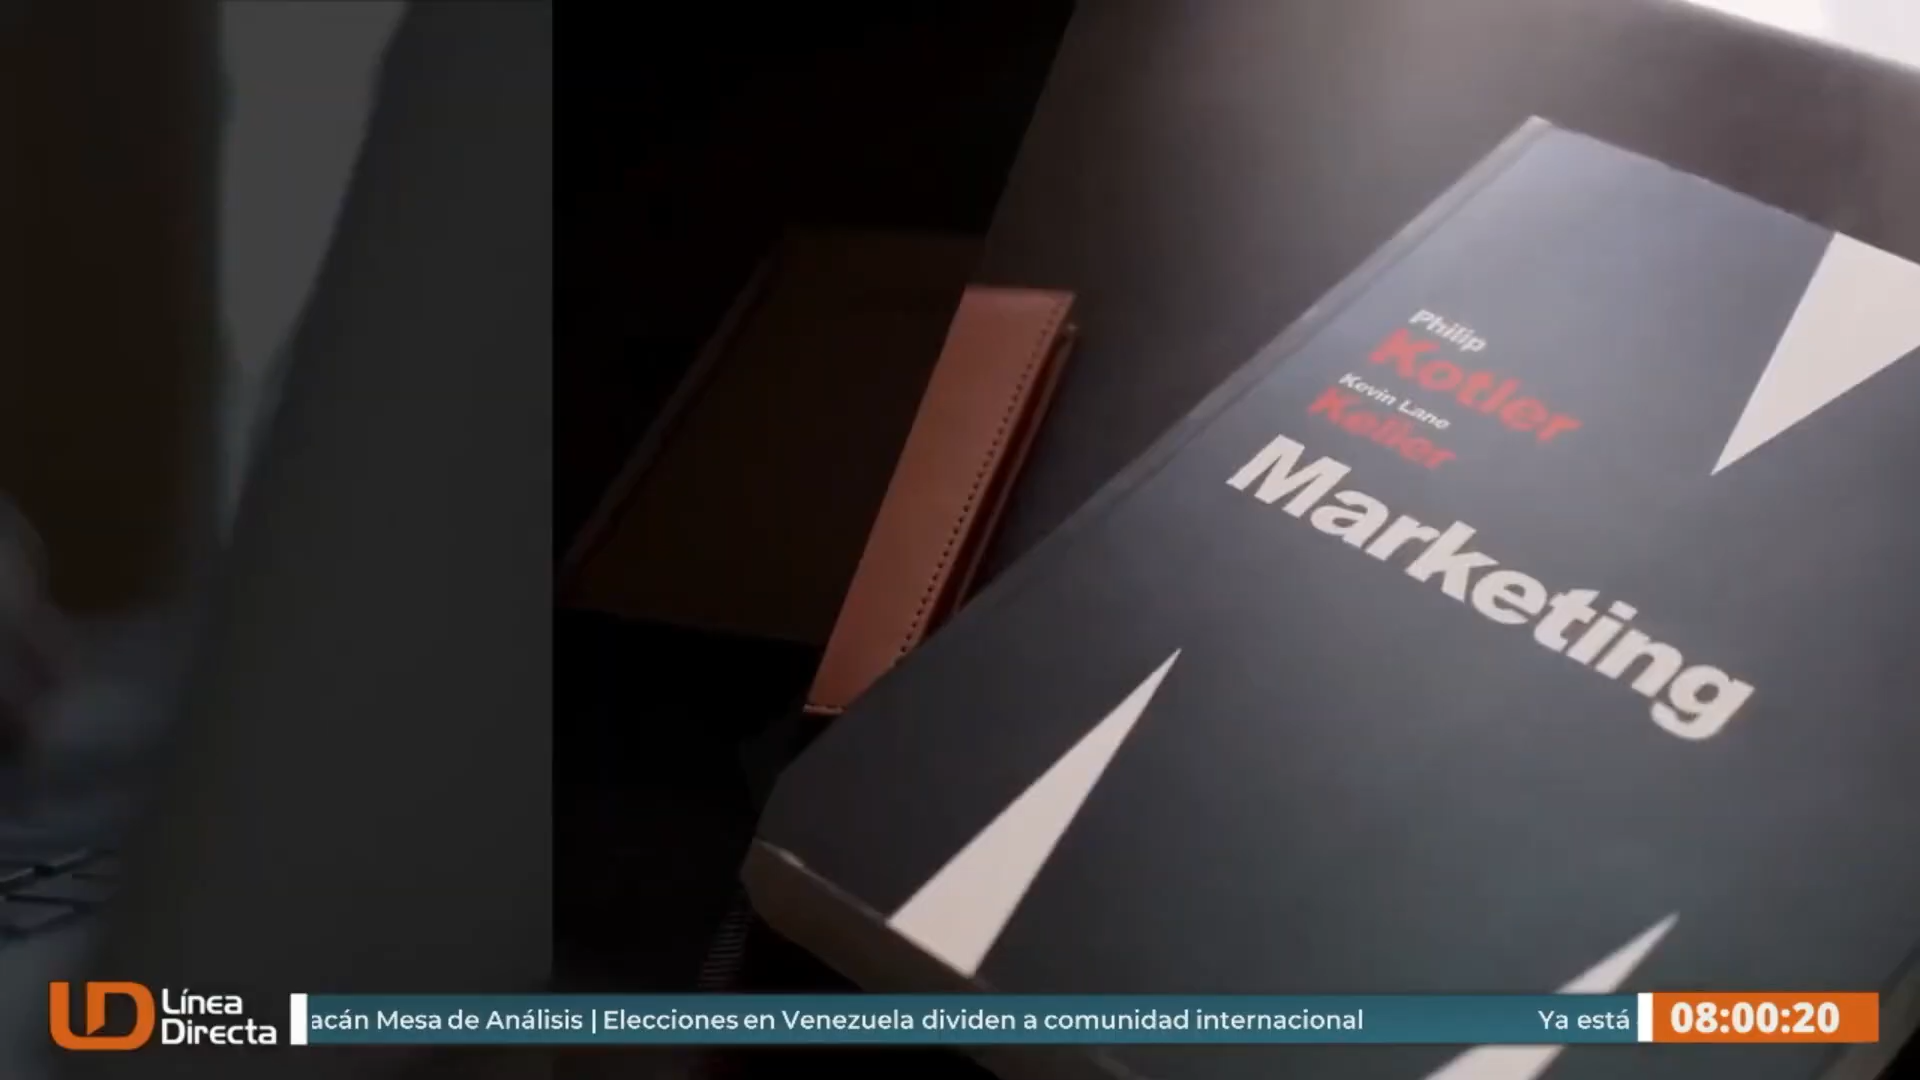 Philip
Kotler
Kevin Lane
Keller
Marketing
LD Línea
Directa
acán Mesa de Análisis | Elecciones en Venezuela dividen a comunidad internacional
Ya está
08:00:20